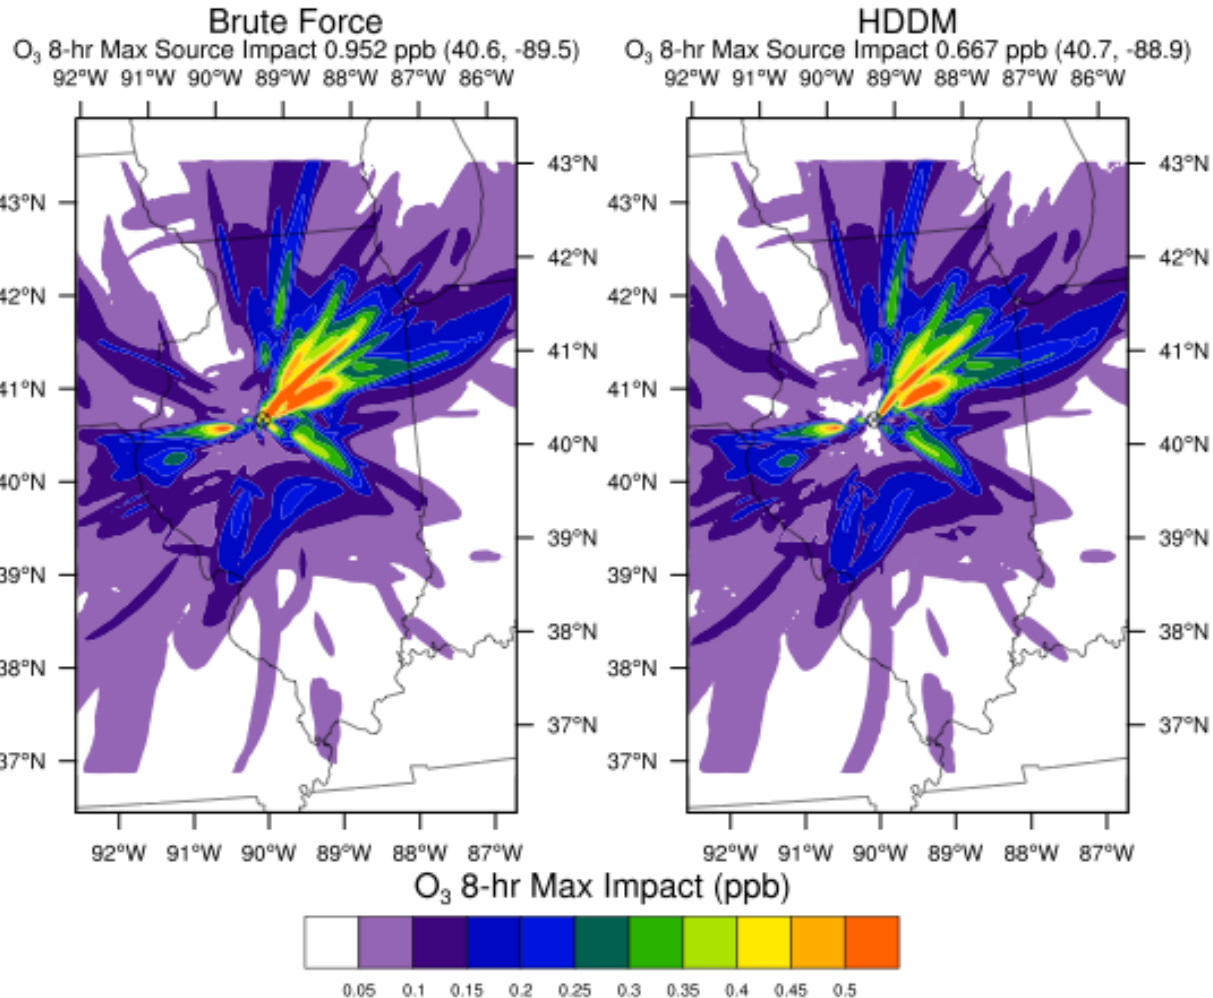 Brute Force
O₃ 8-hr Max Source Impact 0.952 ppb (40.6, -89.5)
92°W 91°W 90°W 89°W 88°W 87°W 86°W
43°N
42°N
41°N
40°N
39°N
38°N
37°N
43°N
42°N
41°N
40°N
39°N
38°N
37°N
92°W 91°W 90°W 89°W 88°W 87°W
HDDM
O₃ 8-hr Max Source Impact 0.667 ppb (40.7, -88.9)
92°W 91°W 90°W 89°W 88°W 87°W 86°W
43°N
42°N
41°N
40°N
39°N
38°N
37°N
43°N
42°N
41°N
40°N
39°N
38°N
37°N
92°W 91°W 90°W 89°W 88°W 87°W
O₃ 8-hr Max Impact (ppb)
0.05 0.1 0.15 0.2 0.25 0.3 0.35 0.4 0.45 0.5